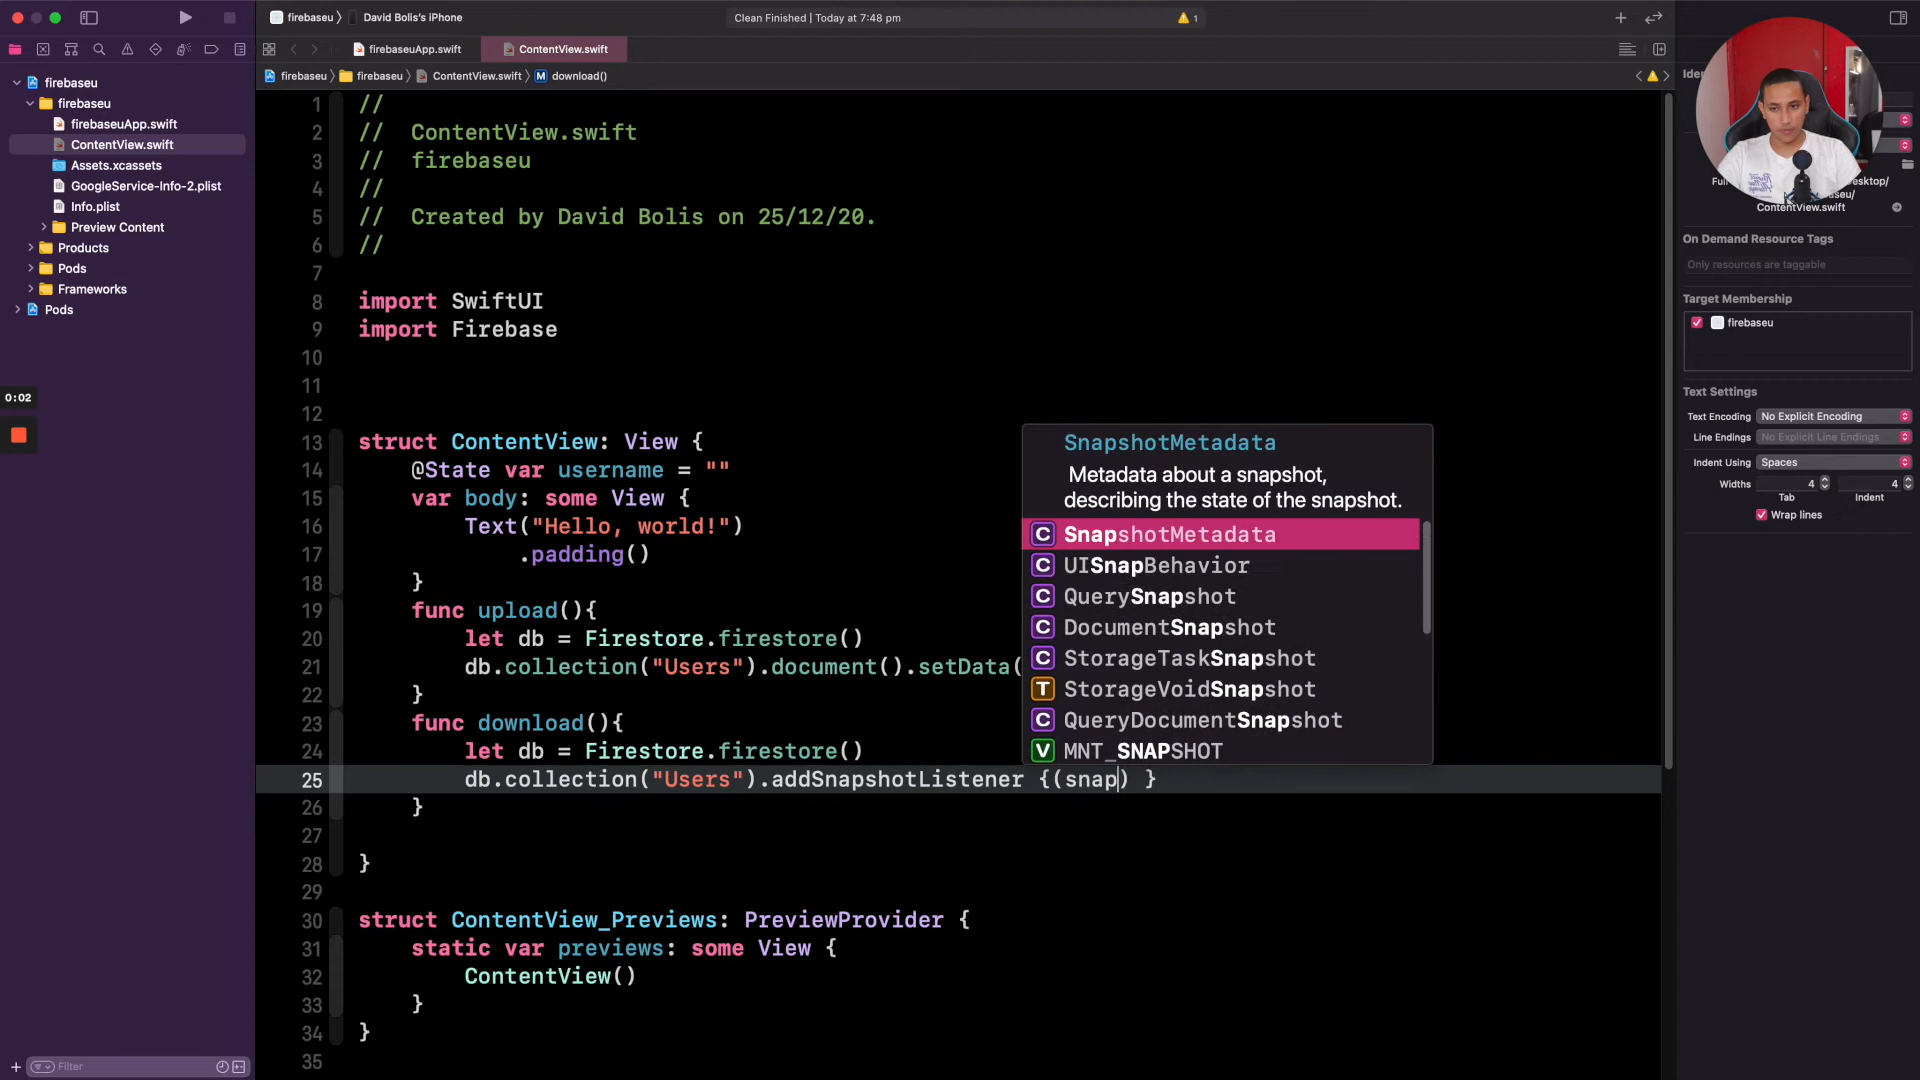 firebaseu
David Bolis's iPhone
Clean Finished | Today at 7:48 pm
1
firebaseuApp.swift
ContentView.swift
firebaseu
firebaseu
ContentView.swift
M
download()
firebaseu
firebaseu
firebaseuApp.swift
ContentView.swift
Assets.xcassets
GoogleService-Info-2.plist
Info.plist
Preview Content
Products
Pods
Frameworks
Pods
0:02
Filter
1 //
2 // ContentView.swift
3 // firebaseu
4 //
5 // Created by David Bolis on 25/12/20.
6 //
7
8 import SwiftUI
9 import Firebase
10
11
12
13 struct ContentView: View {
14 @State var username = ""
15 var body: some View {
16 Text("Hello, world!")
17 .padding()
18 }
19 func upload(){
20 let db = Firestore.firestore()
21 db.collection("Users").document().setData(
22 }
23 func download(){
24 let db = Firestore.firestore()
25 db.collection("Users").addSnapshotListener {(snap) }
26 }
27
28 }
29
30 struct ContentView_Previews: PreviewProvider {
31 static var previews: some View {
32 ContentView()
33 }
34 }
35
SnapshotMetadata
Metadata about a snapshot,
describing the state of the snapshot.
C SnapshotMetadata
C UISnapBehavior
C QuerySnapshot
C DocumentSnapshot
C StorageTaskSnapshot
T StorageVoidSnapshot
C QueryDocumentSnapshot
V MNT_SNAPSHOT
ContentView.swift
On Demand Resource Tags
Only resources are taggable
Target Membership
firebaseu
Text Settings
Text Encoding No Explicit Encoding
Line Endings No Explicit Line Endings
Indent Using Spaces
Widths 4 4
Tab Indent
Wrap lines